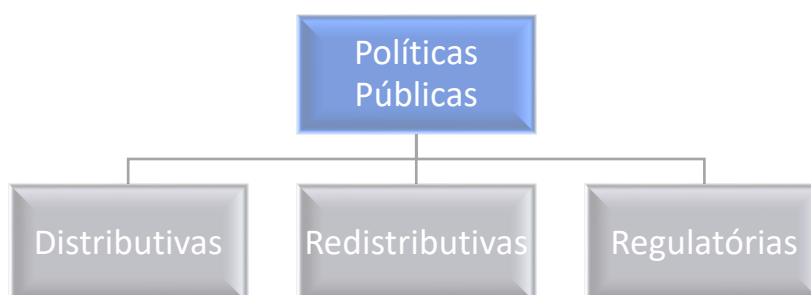 Políticas
Públicas
Distributivas
Redistributivas
Regulatórias